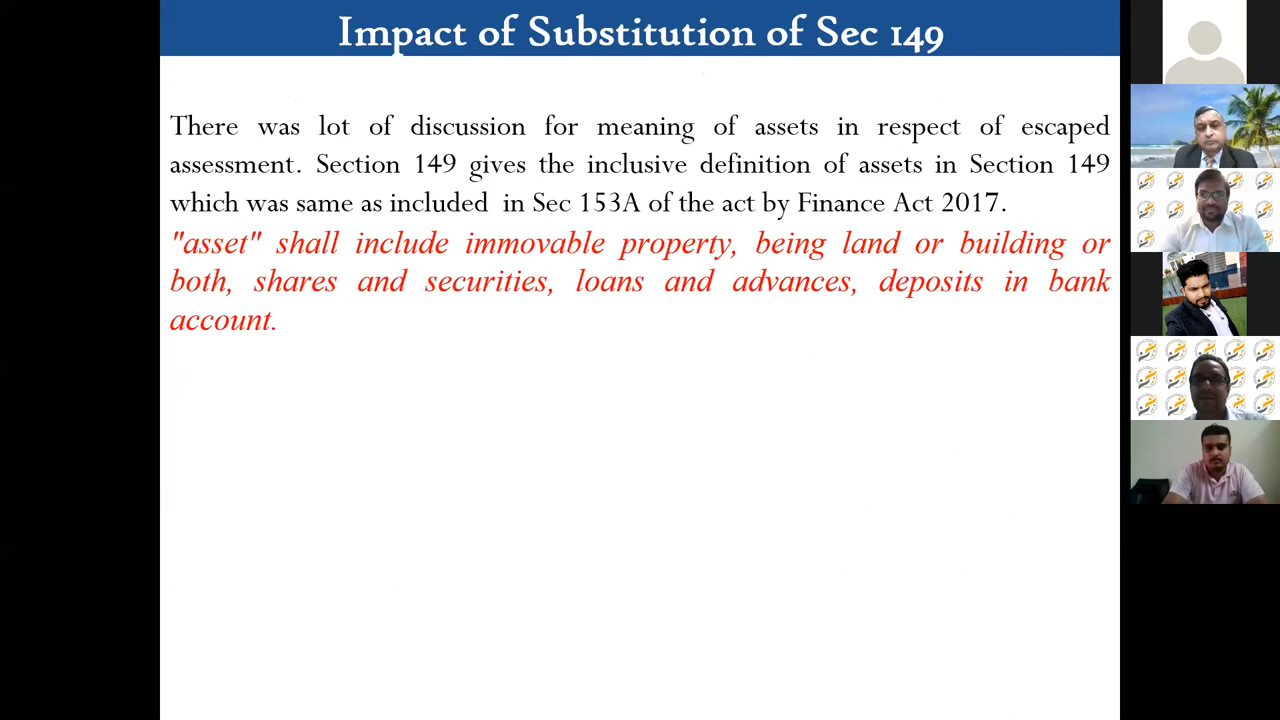 Impact of Substitution of Sec 149
There was lot of discussion for meaning of assets in respect of escaped
assessment. Section 149 gives the inclusive definition of assets in Section 149
which was same as included in Sec 153A of the act by Finance Act 2017.
"asset" shall include immovable property, being land or building or
both, shares and securities, loans and advances, deposits in bank
account.